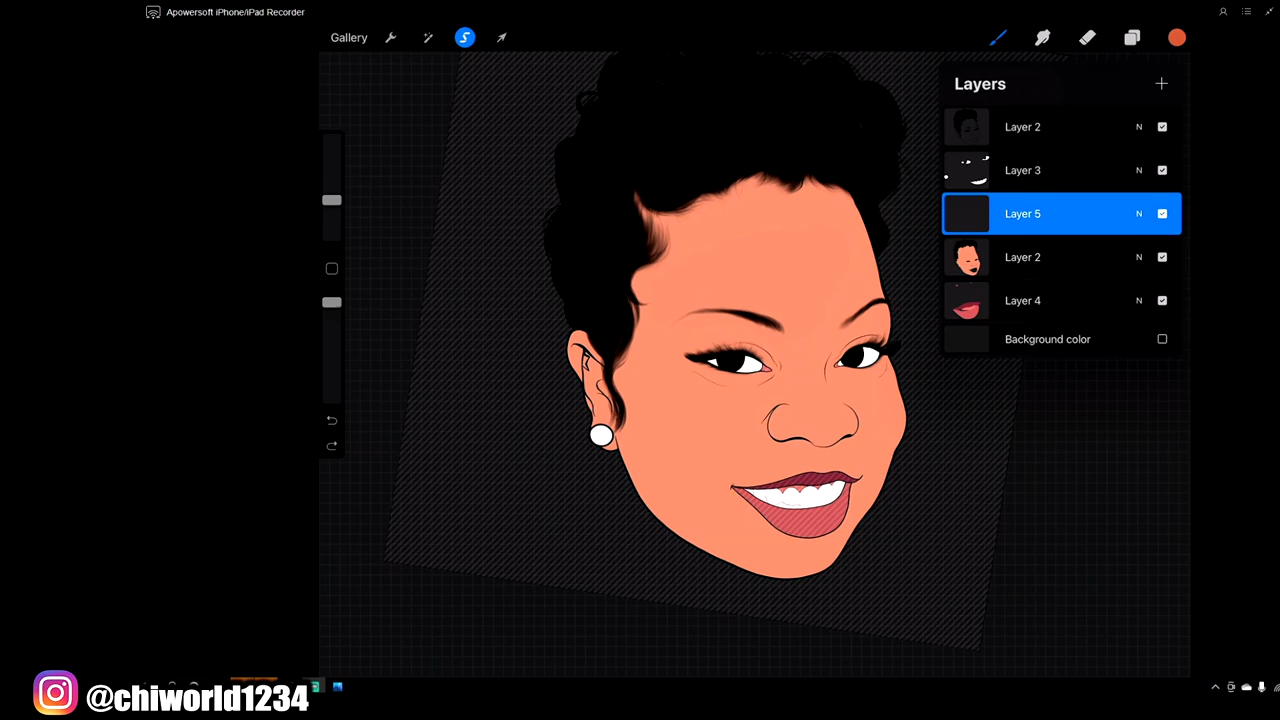 Apowersoft iPhone/iPad Recorder
Gallery
Layers
Layer 2 N
Layer 3 N
Layer 5 N
Layer 2 N
Layer 4 N
Background color
@chiworld1234